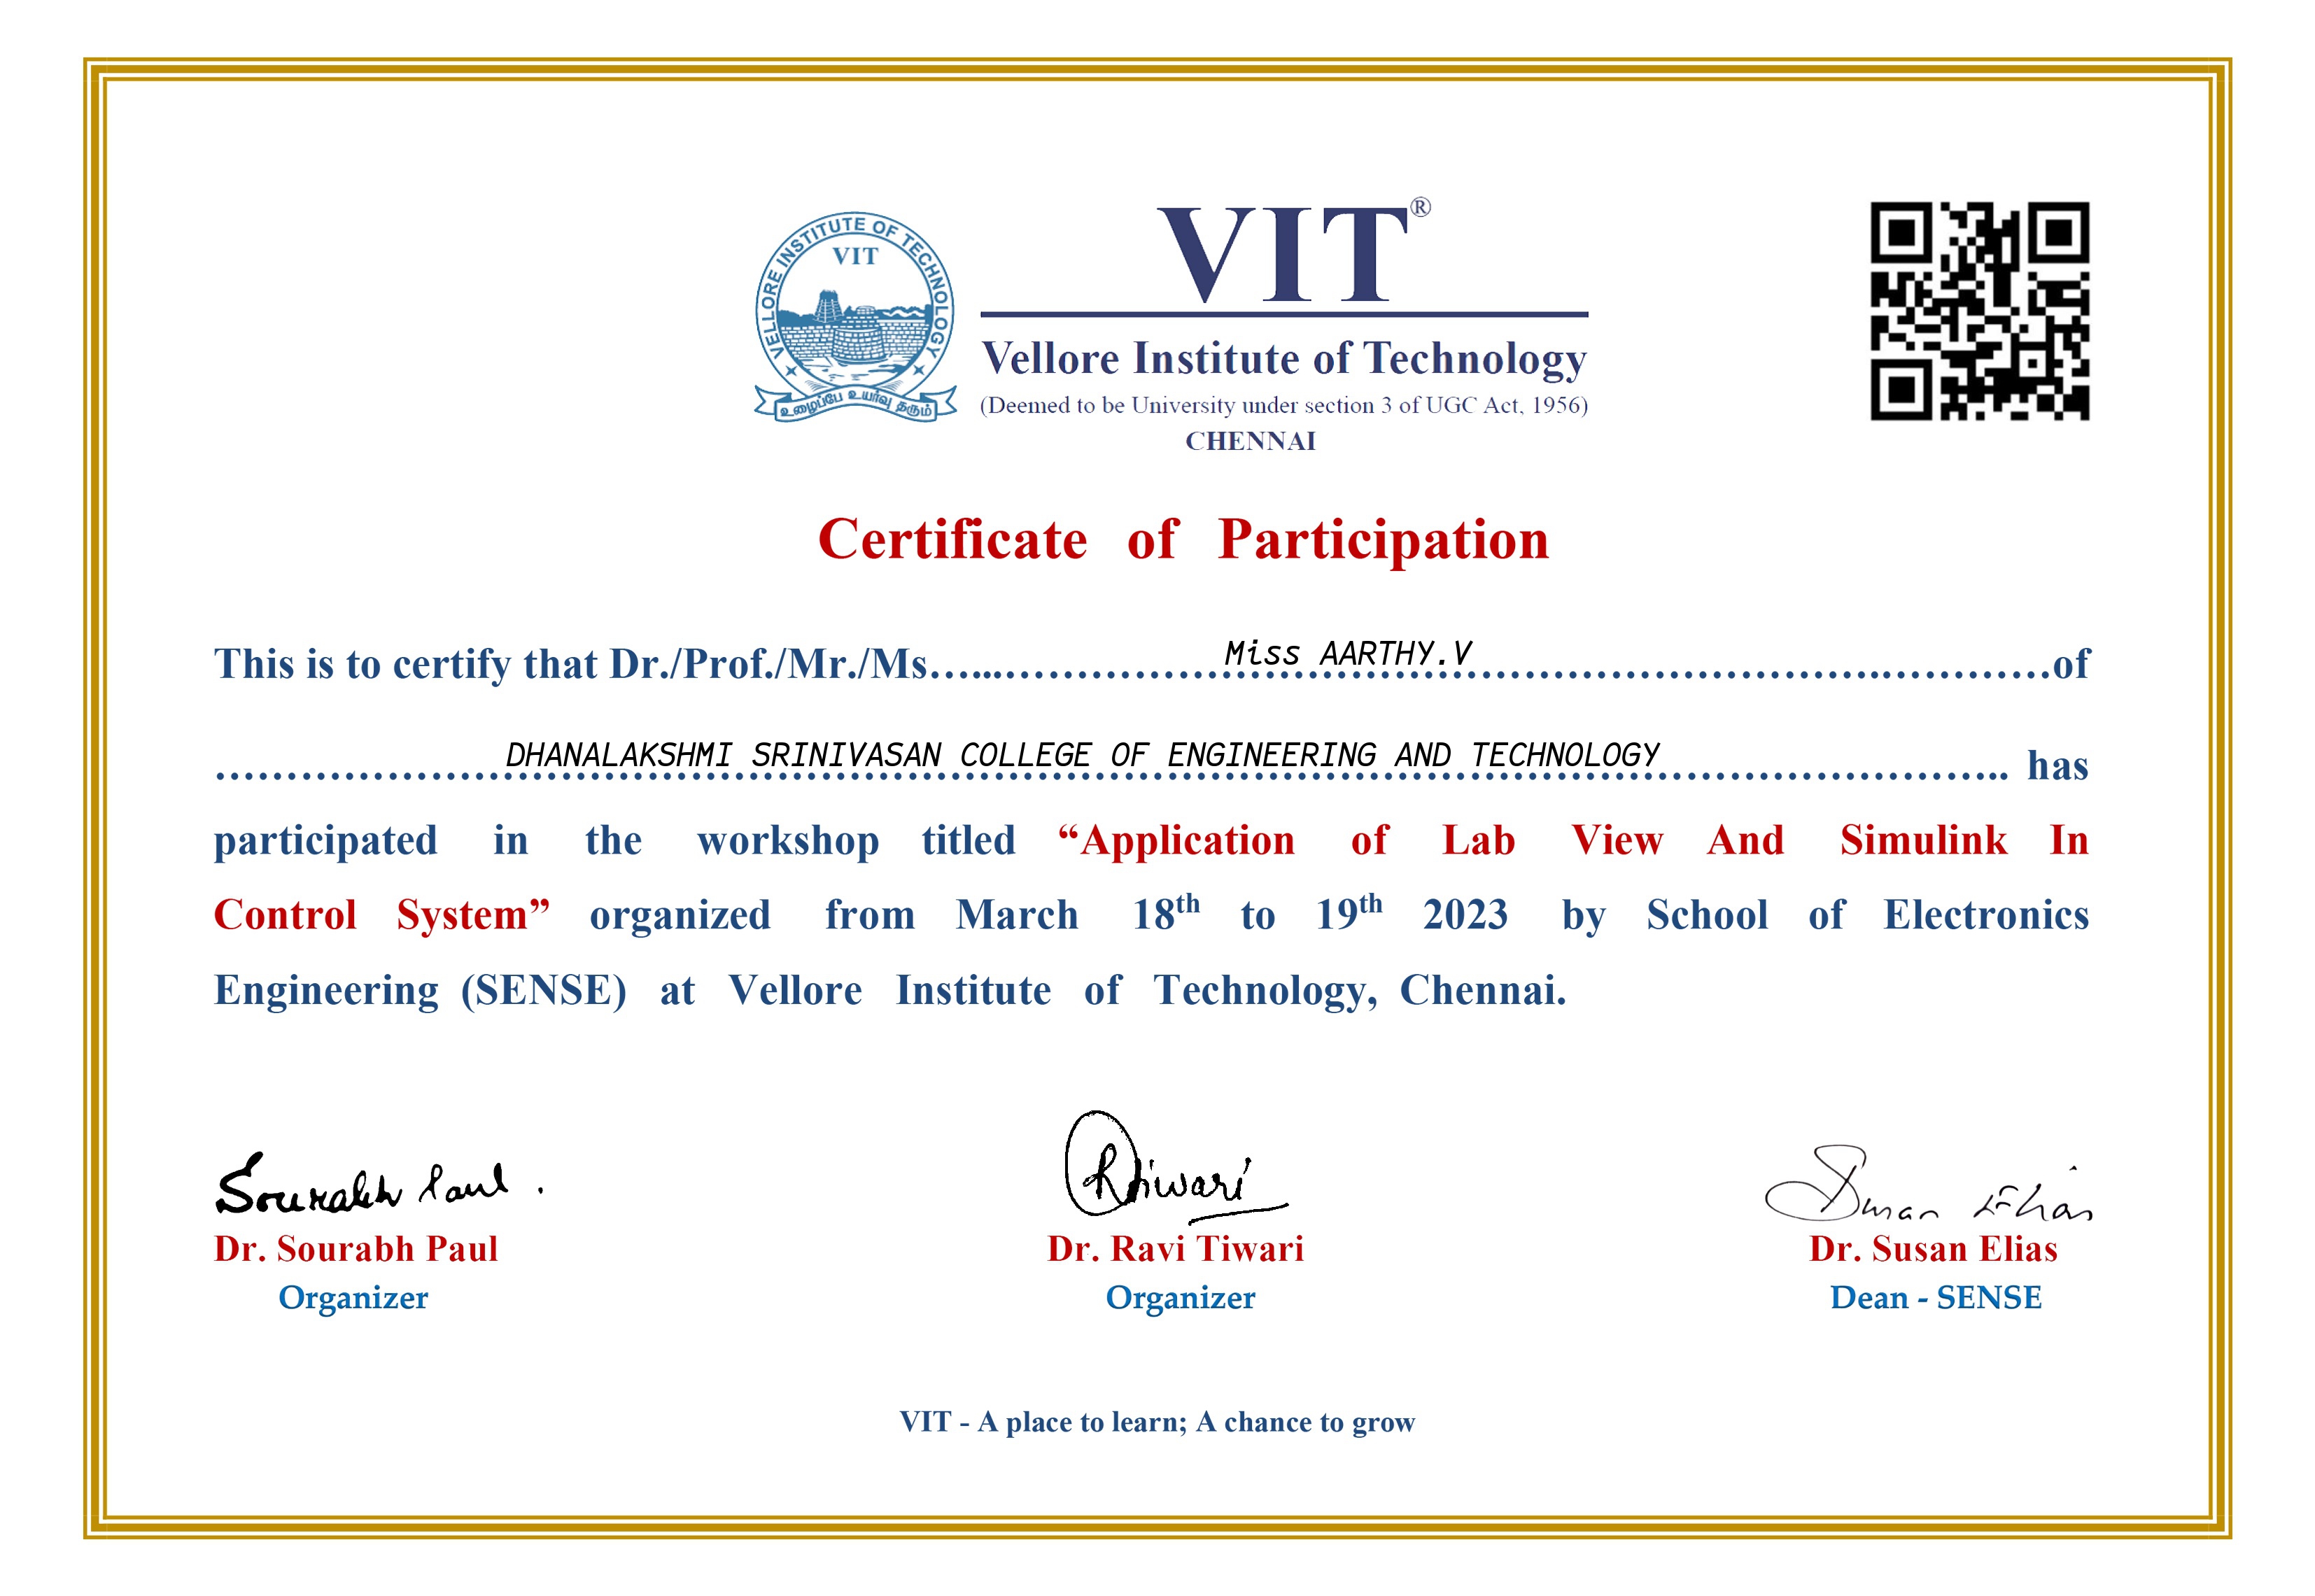 VELLORE INSTITUTE OF TECHNOLOGY
VIT
உழைப்பே உயர்வு தரும்
VIT®
Vellore Institute of Technology
(Deemed to be University under section 3 of UGC Act, 1956)
CHENNAI
Certificate of Participation
This is to certify that Dr./Prof./Mr./Ms.....Miss AARTHY.V.....of
.....DHANALAKSHMI SRINIVASAN COLLEGE OF ENGINEERING AND TECHNOLOGY..... has
participated in the workshop titled “Application of Lab View And Simulink In
Control System” organized from March 18th to 19th 2023 by School of Electronics
Engineering (SENSE) at Vellore Institute of Technology, Chennai.
Sourabh Paul .
RTiwari
Susan Elias
Dr. Sourabh Paul
Dr. Ravi Tiwari
Dr. Susan Elias
Organizer
Organizer
Dean - SENSE
VIT - A place to learn; A chance to grow